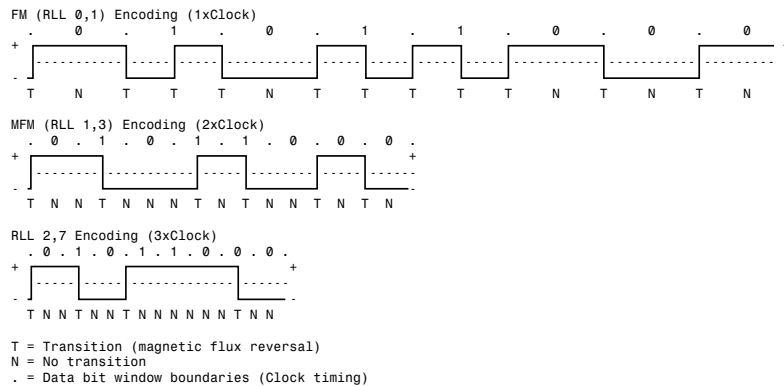 FM (RLL 0,1) Encoding (1xClock)
. 0 . 1 . 0 . 1 . 1 . 0 . 0 . 0
+
-
T N T T T N T T T T T N T N T N
MFM (RLL 1,3) Encoding (2xClock)
. 0 . 1 . 0 . 1 . 1 . 0 . 0 . 0 .
+ +
- -
T N N T N N N T N T N N T N T N
RLL 2,7 Encoding (3xClock)
. 0 . 1 . 0 . 1 . 1 . 0 . 0 . 0 .
+ +
- -
T N N T N N T N N N N N N T N N
T = Transition (magnetic flux reversal)
N = No transition
. = Data bit window boundaries (Clock timing)